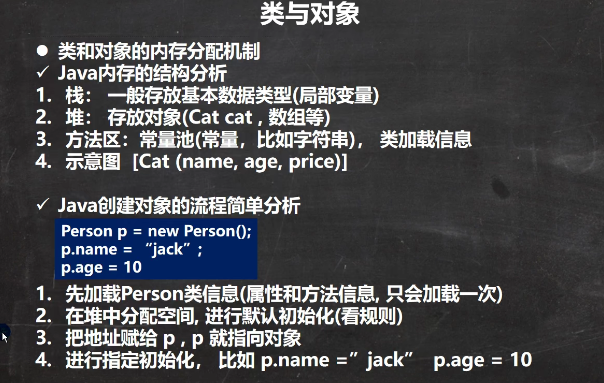 类与对象
● 类和对象的内存分配机制
✓ Java内存的结构分析
1. 栈： 一般存放基本数据类型(局部变量)
2. 堆： 存放对象(Cat cat , 数组等)
3. 方法区：常量池(常量，比如字符串)， 类加载信息
4. 示意图 [Cat (name, age, price)]
✓ Java创建对象的流程简单分析
Person p = new Person();
p.name = “jack”;
p.age = 10
1. 先加载Person类信息(属性和方法信息, 只会加载一次)
2. 在堆中分配空间, 进行默认初始化(看规则)
3. 把地址赋给 p , p 就指向对象
4. 进行指定初始化， 比如 p.name =”jack” p.age = 10